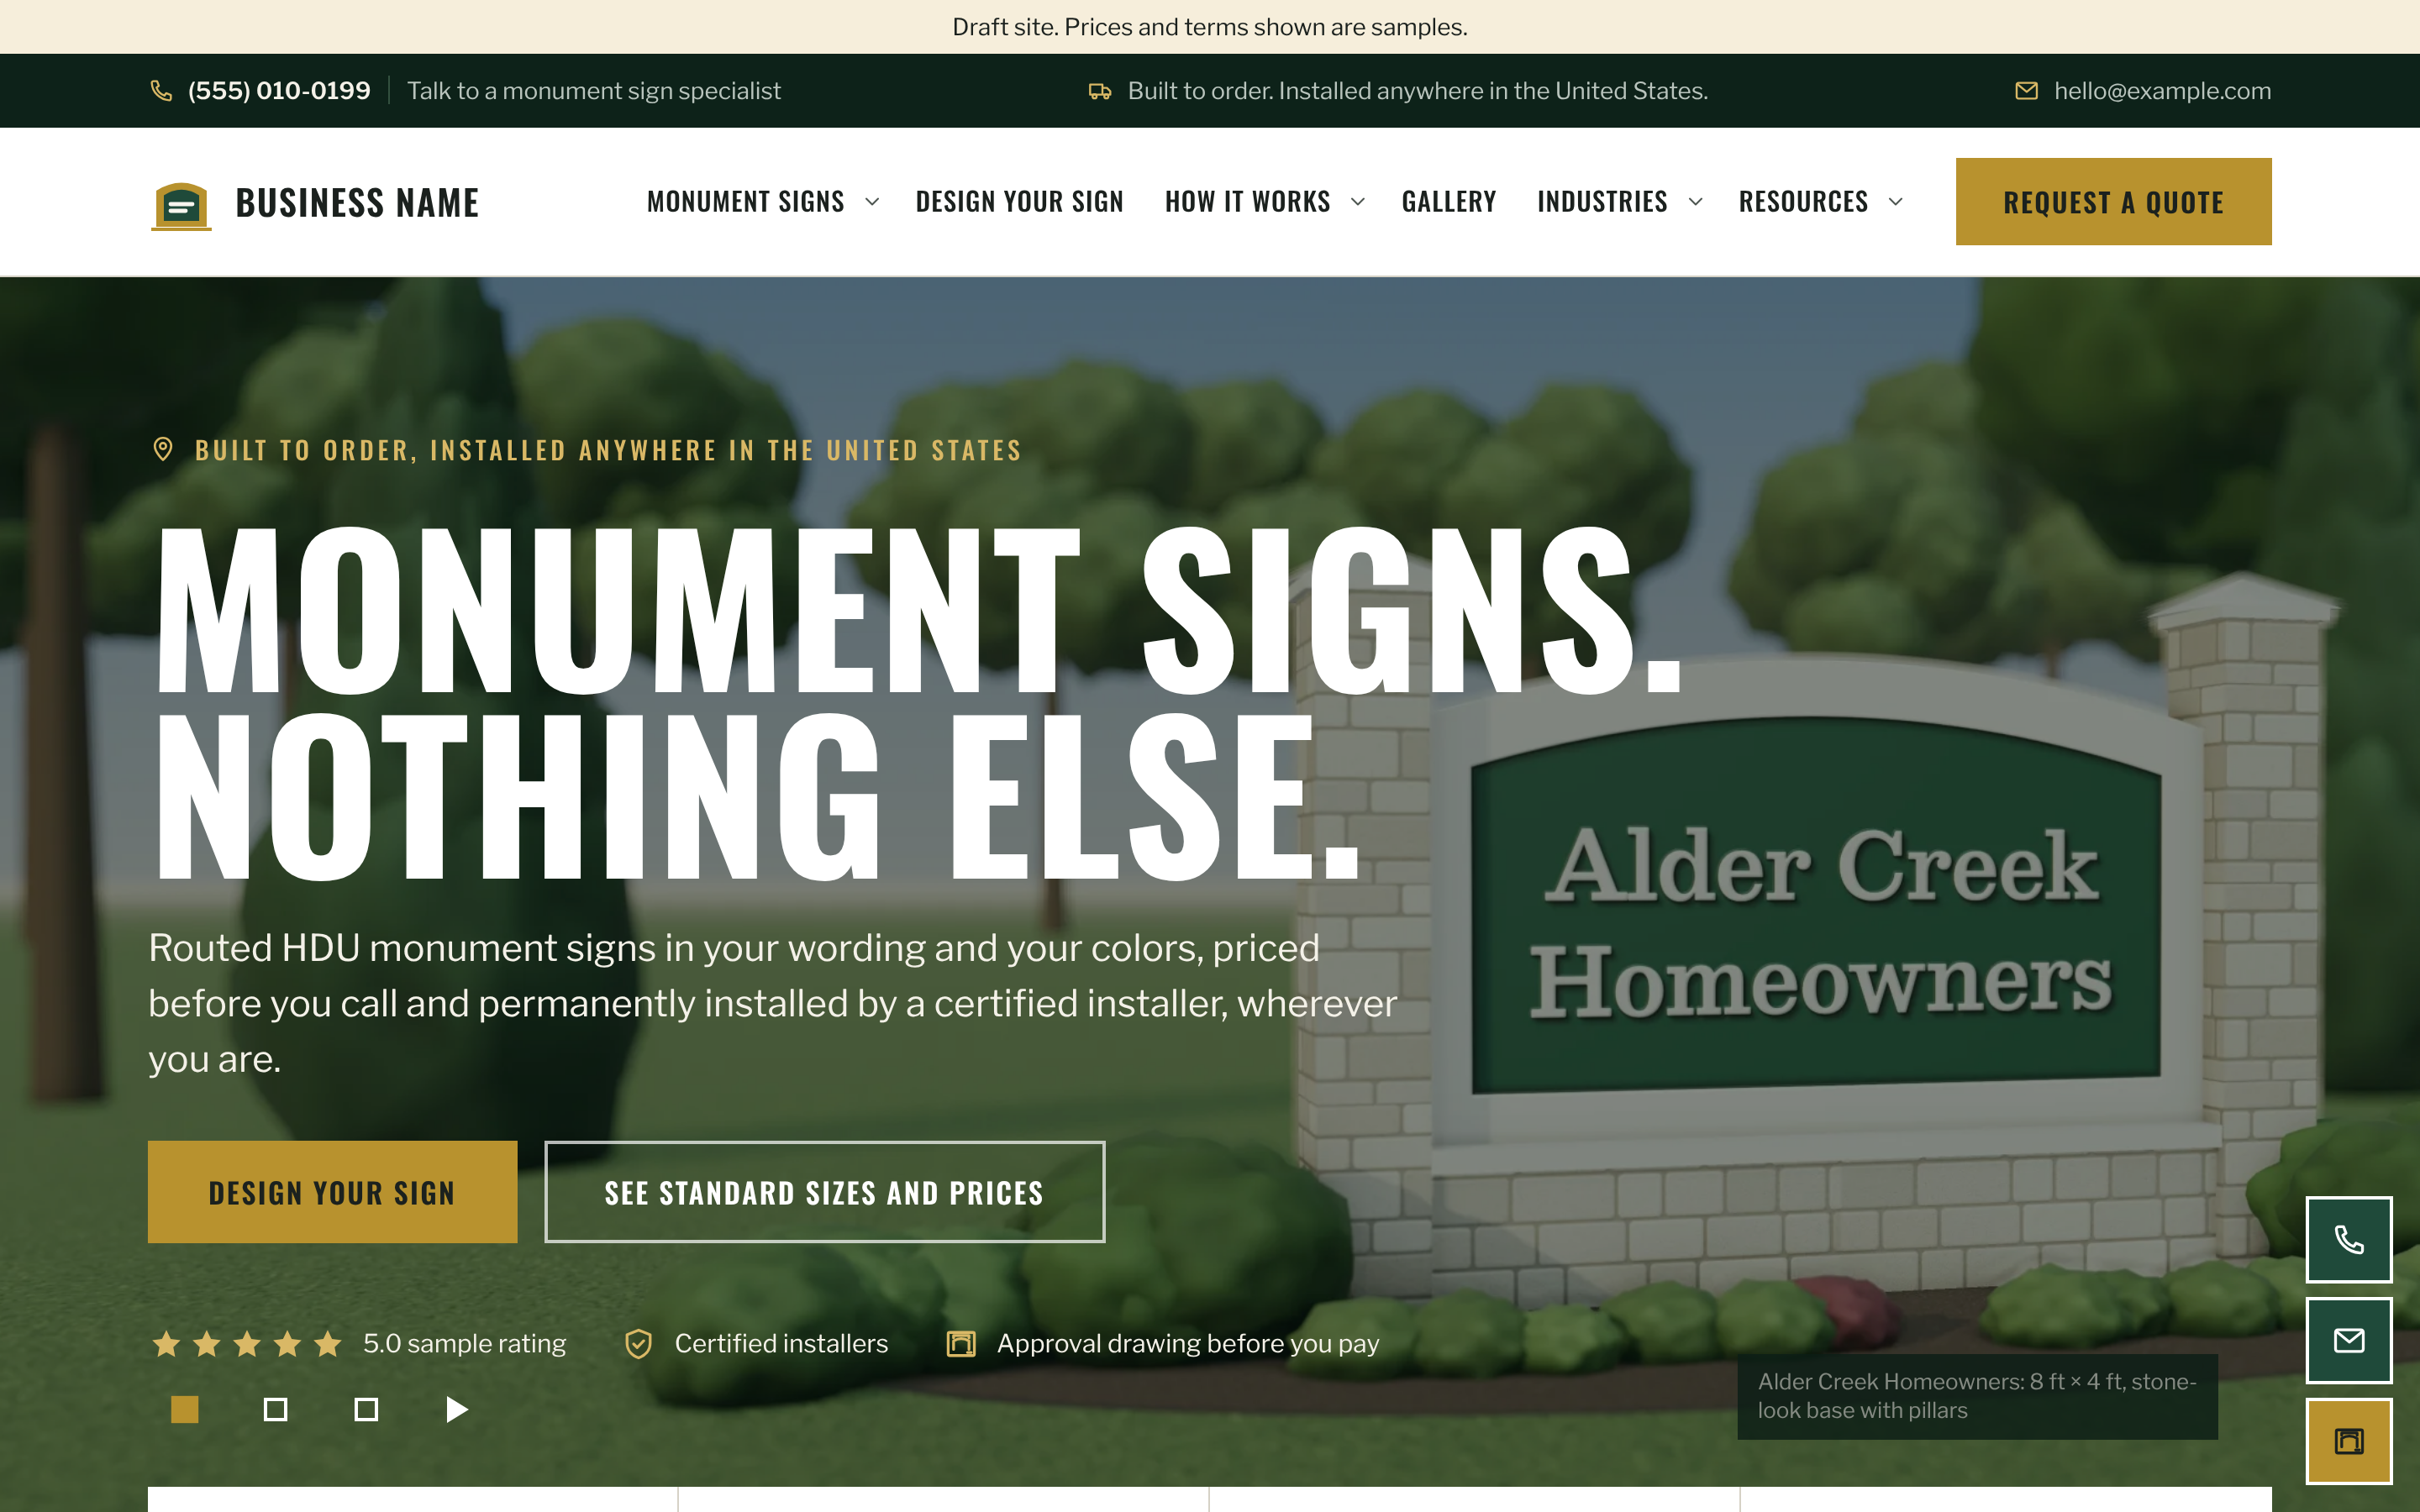 Draft site. Prices and terms shown are samples.
(555) 010-0199
Talk to a monument sign specialist
Built to order. Installed anywhere in the United States.
hello@example.com
BUSINESS NAME
MONUMENT SIGNS
DESIGN YOUR SIGN
HOW IT WORKS
GALLERY
INDUSTRIES
RESOURCES
REQUEST A QUOTE
BUILT TO ORDER, INSTALLED ANYWHERE IN THE UNITED STATES
MONUMENT SIGNS.
NOTHING ELSE.
Routed HDU monument signs in your wording and your colors, priced
before you call and permanently installed by a certified installer, wherever
you are.
DESIGN YOUR SIGN
SEE STANDARD SIZES AND PRICES
5.0 sample rating
Certified installers
Approval drawing before you pay
Alder Creek
Homeowners
Alder Creek Homeowners: 8 ft × 4 ft, stone-
look base with pillars